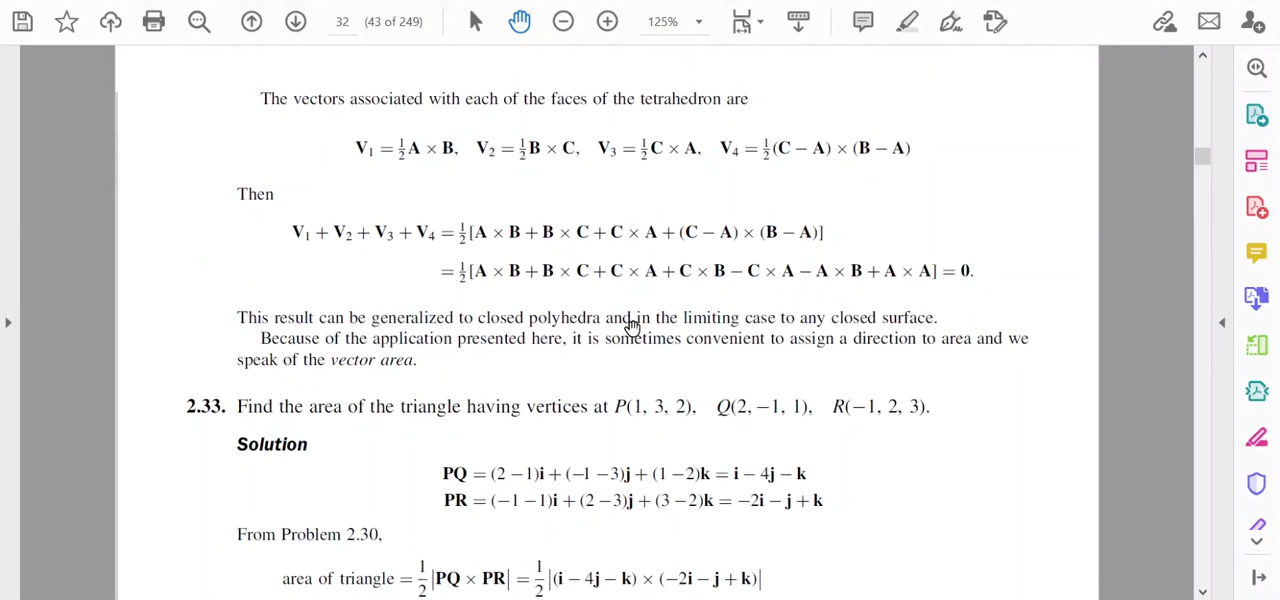 32 (43 of 249) 125%
The vectors associated with each of the faces of the tetrahedron are
V₁ = ½A × B, V₂ = ½B × C, V₃ = ½C × A, V₄ = ½(C − A) × (B − A)
Then
V₁ + V₂ + V₃ + V₄ = ½[A × B + B × C + C × A + (C − A) × (B − A)]
= ½[A × B + B × C + C × A + C × B − C × A − A × B + A × A] = 0.
This result can be generalized to closed polyhedra and in the limiting case to any closed surface.
Because of the application presented here, it is sometimes convenient to assign a direction to area and we
speak of the vector area.
2.33. Find the area of the triangle having vertices at P(1, 3, 2), Q(2, −1, 1), R(−1, 2, 3).
Solution
PQ = (2 − 1)i + (−1 − 3)j + (1 − 2)k = i − 4j − k
PR = (−1 − 1)i + (2 − 3)j + (3 − 2)k = −2i − j + k
From Problem 2.30,
area of triangle = 1/2 |PQ × PR| = 1/2 |(i − 4j − k) × (−2i − j + k)|